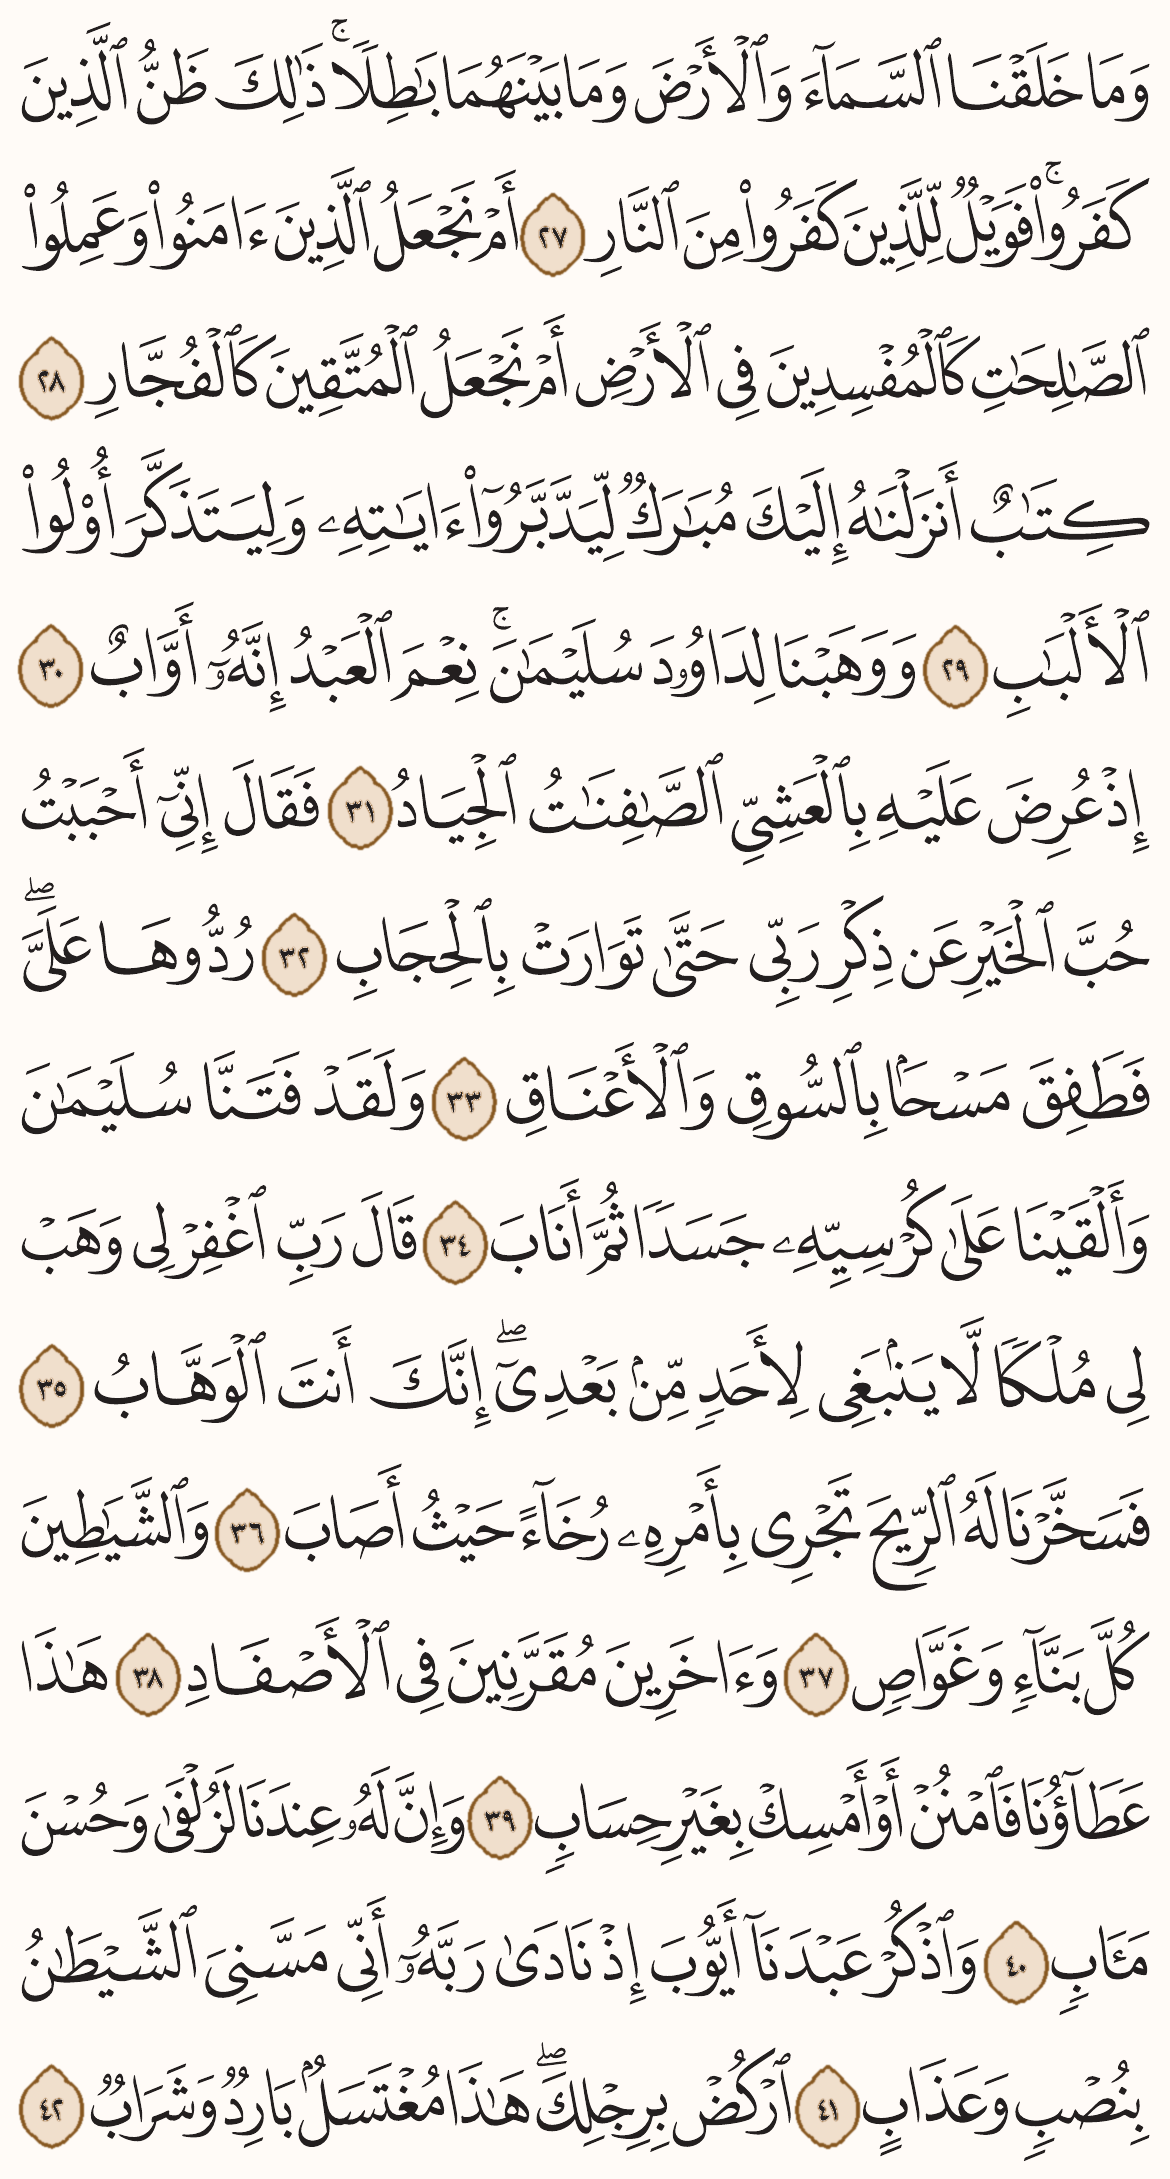 وَمَا خَلَقْنَا ٱلسَّمَآءَ وَٱلْأَرْضَ وَمَا بَيْنَهُمَا بَـٰطِلًا ۚ ذَٰلِكَ ظَنُّ ٱلَّذِينَ
كَفَرُوا۟ ۚ فَوَيْلٌ لِّلَّذِينَ كَفَرُوا۟ مِنَ ٱلنَّارِ ٢٧ أَمْ نَجْعَلُ ٱلَّذِينَ ءَامَنُوا۟ وَعَمِلُوا۟
ٱلصَّـٰلِحَـٰتِ كَٱلْمُفْسِدِينَ فِى ٱلْأَرْضِ أَمْ نَجْعَلُ ٱلْمُتَّقِينَ كَٱلْفُجَّارِ ٢٨
كِتَـٰبٌ أَنزَلْنَـٰهُ إِلَيْكَ مُبَـٰرَكٌ لِّيَدَّبَّرُوٓا۟ ءَايَـٰتِهِۦ وَلِيَتَذَكَّرَ أُو۟لُوا۟
ٱلْأَلْبَـٰبِ ٢٩ وَوَهَبْنَا لِدَاوُۥدَ سُلَيْمَـٰنَ ۚ نِعْمَ ٱلْعَبْدُ إِنَّهُۥٓ أَوَّابٌ ٣٠
إِذْ عُرِضَ عَلَيْهِ بِٱلْعَشِىِّ ٱلصَّـٰفِنَـٰتُ ٱلْجِيَادُ ٣١ فَقَالَ إِنِّىٓ أَحْبَبْتُ
حُبَّ ٱلْخَيْرِ عَن ذِكْرِ رَبِّى حَتَّىٰ تَوَارَتْ بِٱلْحِجَابِ ٣٢ رُدُّوهَا عَلَىَّ ۖ
فَطَفِقَ مَسْحًۢا بِٱلسُّوقِ وَٱلْأَعْنَاقِ ٣٣ وَلَقَدْ فَتَنَّا سُلَيْمَـٰنَ
وَأَلْقَيْنَا عَلَىٰ كُرْسِيِّهِۦ جَسَدًا ثُمَّ أَنَابَ ٣٤ قَالَ رَبِّ ٱغْفِرْ لِى وَهَبْ
لِى مُلْكًا لَّا يَنۢبَغِى لِأَحَدٍ مِّنۢ بَعْدِىٓ ۖ إِنَّكَ أَنتَ ٱلْوَهَّابُ ٣٥
فَسَخَّرْنَا لَهُ ٱلرِّيحَ تَجْرِى بِأَمْرِهِۦ رُخَآءً حَيْثُ أَصَابَ ٣٦ وَٱلشَّيَـٰطِينَ
كُلَّ بَنَّآءٍ وَغَوَّاصٍ ٣٧ وَءَاخَرِينَ مُقَرَّنِينَ فِى ٱلْأَصْفَادِ ٣٨ هَـٰذَا
عَطَآؤُنَا فَٱمْنُنْ أَوْ أَمْسِكْ بِغَيْرِ حِسَابٍ ٣٩ وَإِنَّ لَهُۥ عِندَنَا لَزُلْفَىٰ وَحُسْنَ
مَـَٔابٍ ٤٠ وَٱذْكُرْ عَبْدَنَآ أَيُّوبَ إِذْ نَادَىٰ رَبَّهُۥٓ أَنِّى مَسَّنِىَ ٱلشَّيْطَـٰنُ
بِنُصْبٍ وَعَذَابٍ ٤١ ٱرْكُضْ بِرِجْلِكَ ۖ هَـٰذَا مُغْتَسَلٌۢ بَارِدٌ وَشَرَابٌ ٤٢